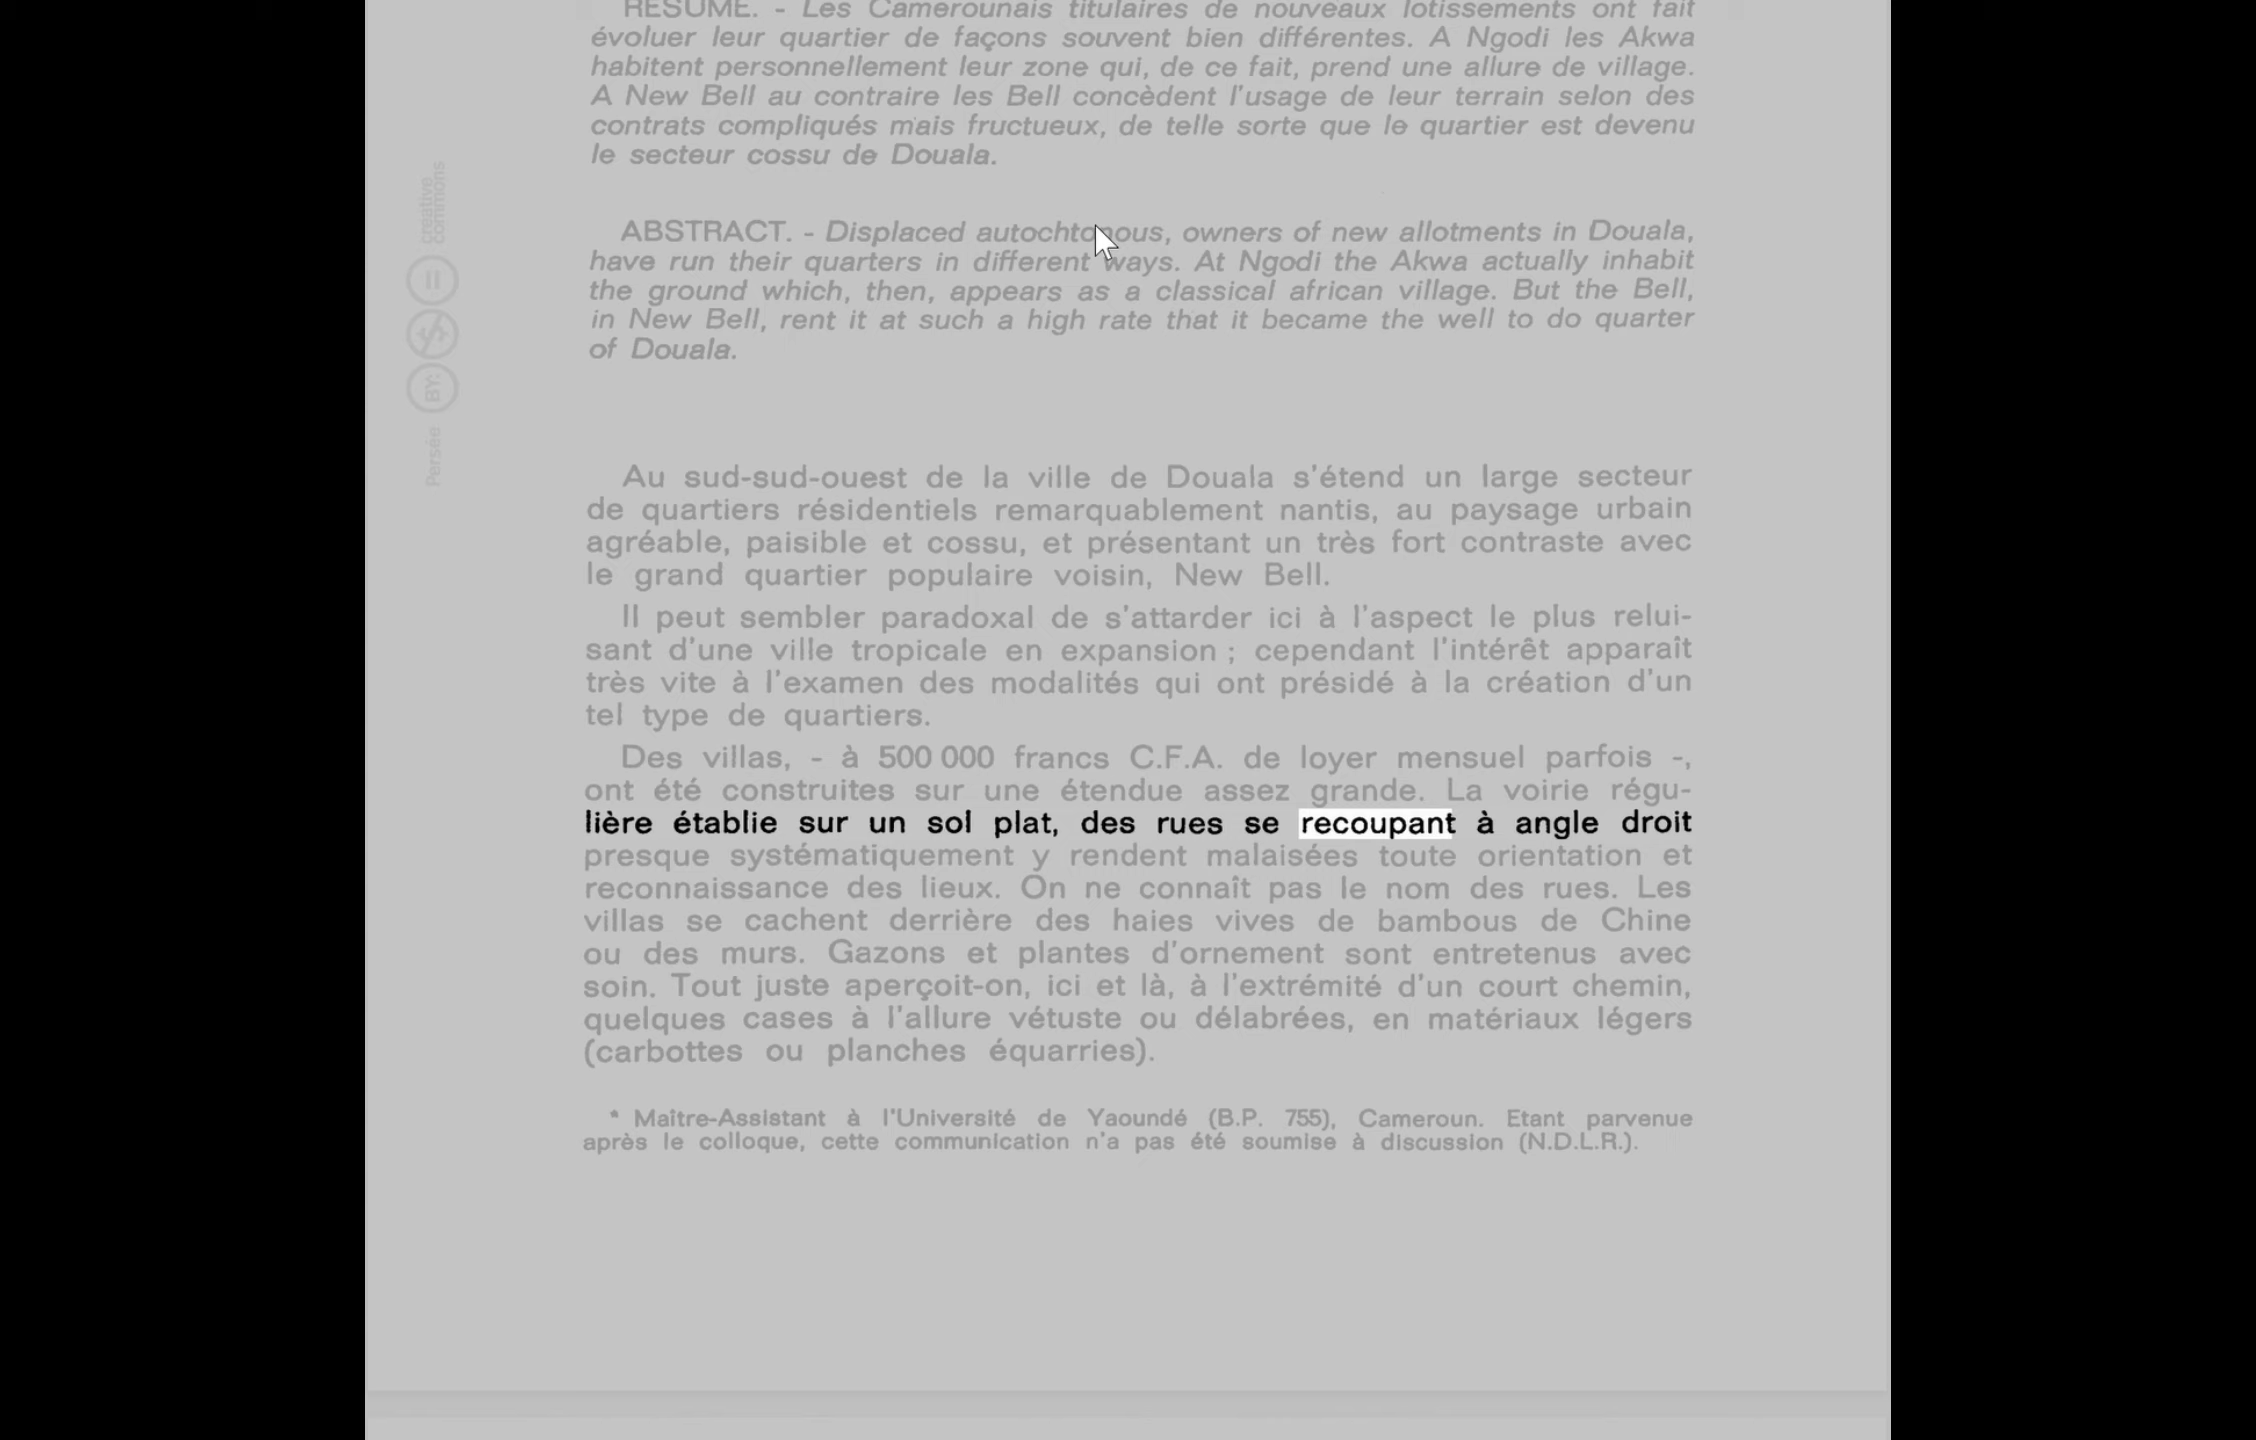 RESUME. - Les Camerounais titulaires de nouveaux lotissements ont fait
évoluer leur quartier de façons souvent bien différentes. A Ngodi les Akwa
habitent personnellement leur zone qui, de ce fait, prend une allure de village.
A New Bell au contraire les Bell concèdent l'usage de leur terrain selon des
contrats compliqués mais fructueux, de telle sorte que le quartier est devenu
le secteur cossu de Douala.
ABSTRACT. - Displaced autochtonous, owners of new allotments in Douala,
have run their quarters in different ways. At Ngodi the Akwa actually inhabit
the ground which, then, appears as a classical african village. But the Bell,
in New Bell, rent it at such a high rate that it became the well to do quarter
of Douala.
Persée BY: creative commons
Au sud-sud-ouest de la ville de Douala s'étend un large secteur
de quartiers résidentiels remarquablement nantis, au paysage urbain
agréable, paisible et cossu, et présentant un très fort contraste avec
le grand quartier populaire voisin, New Bell.
Il peut sembler paradoxal de s'attarder ici à l'aspect le plus relui-
sant d'une ville tropicale en expansion ; cependant l'intérêt apparaît
très vite à l'examen des modalités qui ont présidé à la création d'un
tel type de quartiers.
Des villas, - à 500 000 francs C.F.A. de loyer mensuel parfois -,
ont été construites sur une étendue assez grande. La voirie régu-
lière établie sur un sol plat, des rues se recoupant à angle droit
presque systématiquement y rendent malaisées toute orientation et
reconnaissance des lieux. On ne connaît pas le nom des rues. Les
villas se cachent derrière des haies vives de bambous de Chine
ou des murs. Gazons et plantes d'ornement sont entretenus avec
soin. Tout juste aperçoit-on, ici et là, à l'extrémité d'un court chemin,
quelques cases à l'allure vétuste ou délabrées, en matériaux légers
(carbottes ou planches équarries).
* Maître-Assistant à l'Université de Yaoundé (B.P. 755), Cameroun. Etant parvenue
après le colloque, cette communication n'a pas été soumise à discussion (N.D.L.R.).